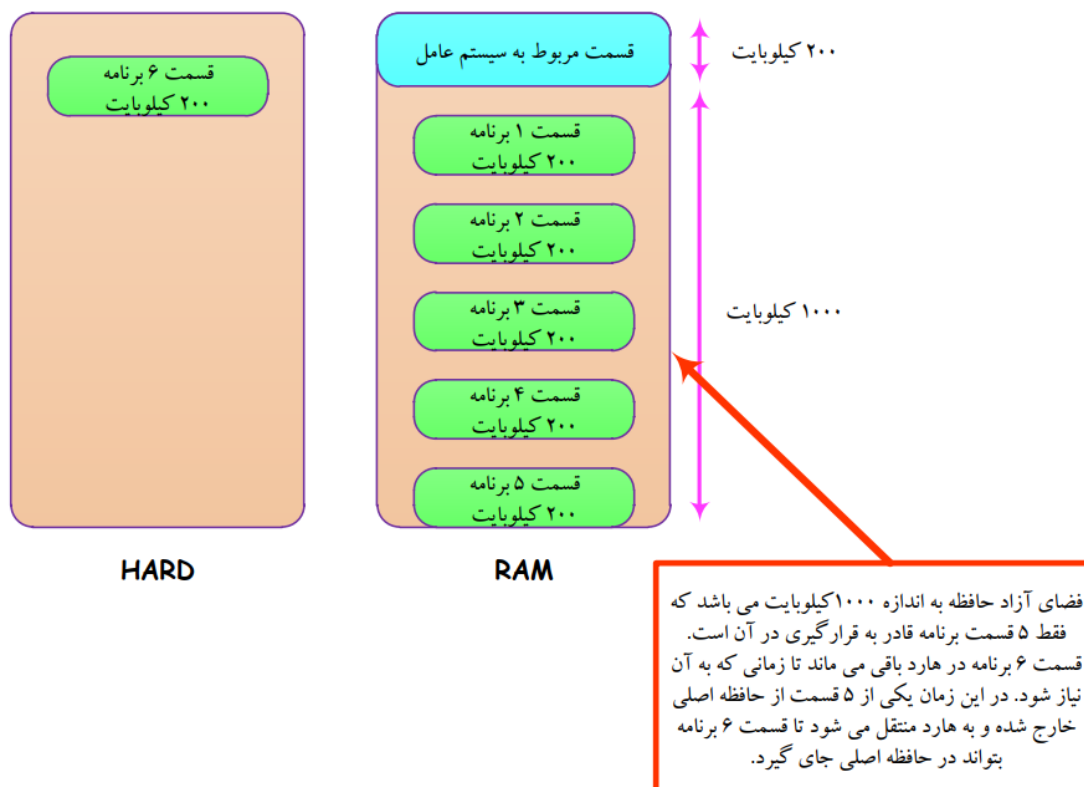 قسمت ۶ برنامه
۲۰۰ کیلوبایت
HARD
قسمت مربوط به سیستم عامل
قسمت ۱ برنامه
۲۰۰ کیلوبایت
قسمت ۲ برنامه
۲۰۰ کیلوبایت
قسمت ۳ برنامه
۲۰۰ کیلوبایت
قسمت ۴ برنامه
۲۰۰ کیلوبایت
قسمت ۵ برنامه
۲۰۰ کیلوبایت
RAM
۲۰۰ کیلوبایت
۱۰۰۰ کیلوبایت
فضای آزاد حافظه به اندازه ۱۰۰۰کیلوبایت می باشد که
فقط ۵ قسمت برنامه قادر به قرارگیری در آن است.
قسمت ۶ برنامه در هارد باقی می ماند تا زمانی که به آن
نیاز شود. در این زمان یکی از ۵ قسمت از حافظه اصلی
خارج شده و به هارد منتقل می شود تا قسمت ۶ برنامه
بتواند در حافظه اصلی جای گیرد.